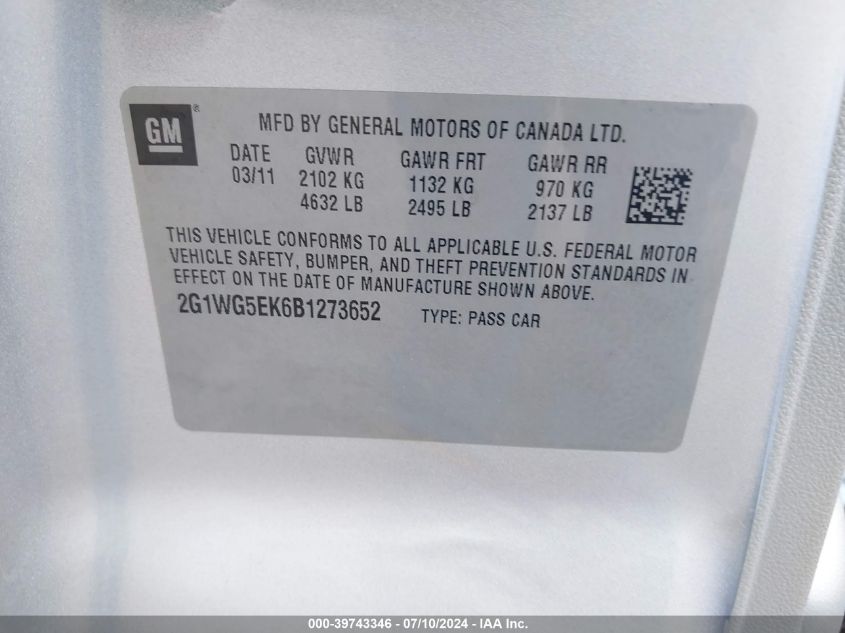 GM ®
MFD BY GENERAL MOTORS OF CANADA LTD.
DATE GVWR GAWR FRT GAWR RR
03/11 2102 KG 1132 KG 970 KG
4632 LB 2495 LB 2137 LB
THIS VEHICLE CONFORMS TO ALL APPLICABLE U.S. FEDERAL MOTOR
VEHICLE SAFETY, BUMPER, AND THEFT PREVENTION STANDARDS IN
EFFECT ON THE DATE OF MANUFACTURE SHOWN ABOVE.
2G1WG5EK6B1273652 TYPE: PASS CAR
000-39743346 - 07/10/2024 - IAA Inc.